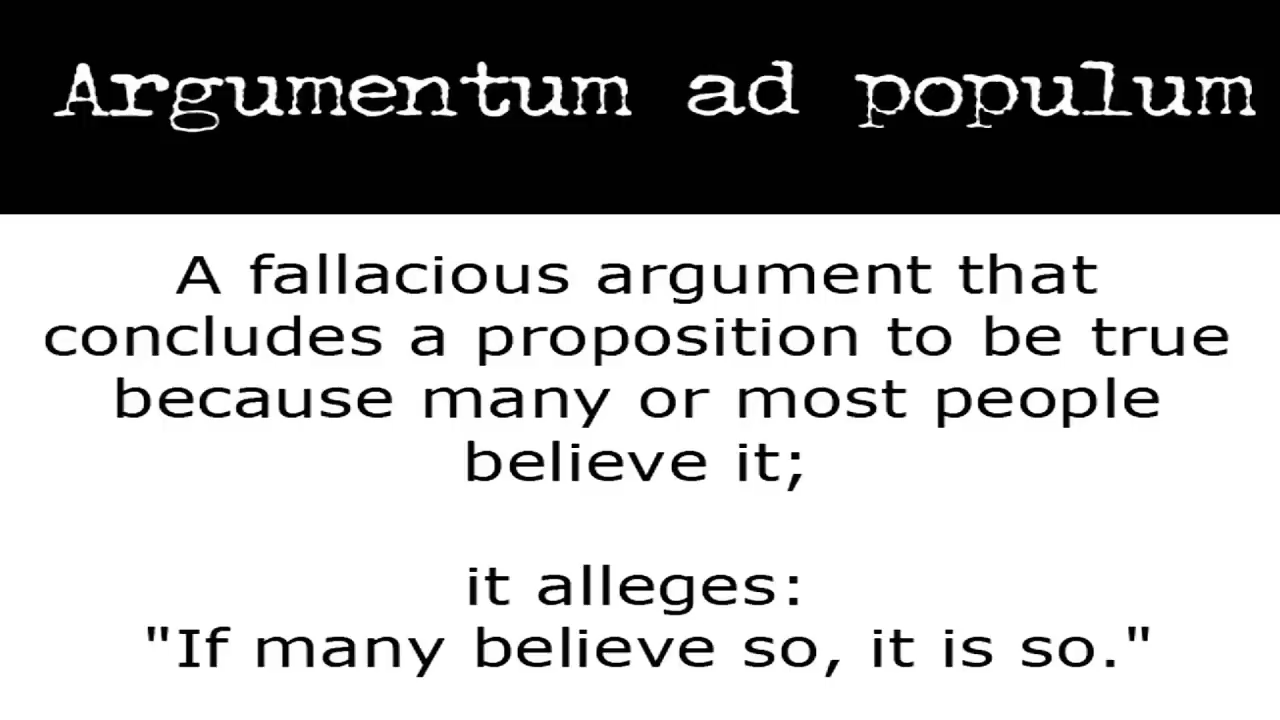 Argumentum ad populum
A fallacious argument that
concludes a proposition to be true
because many or most people
believe it;
it alleges:
"If many believe so, it is so."